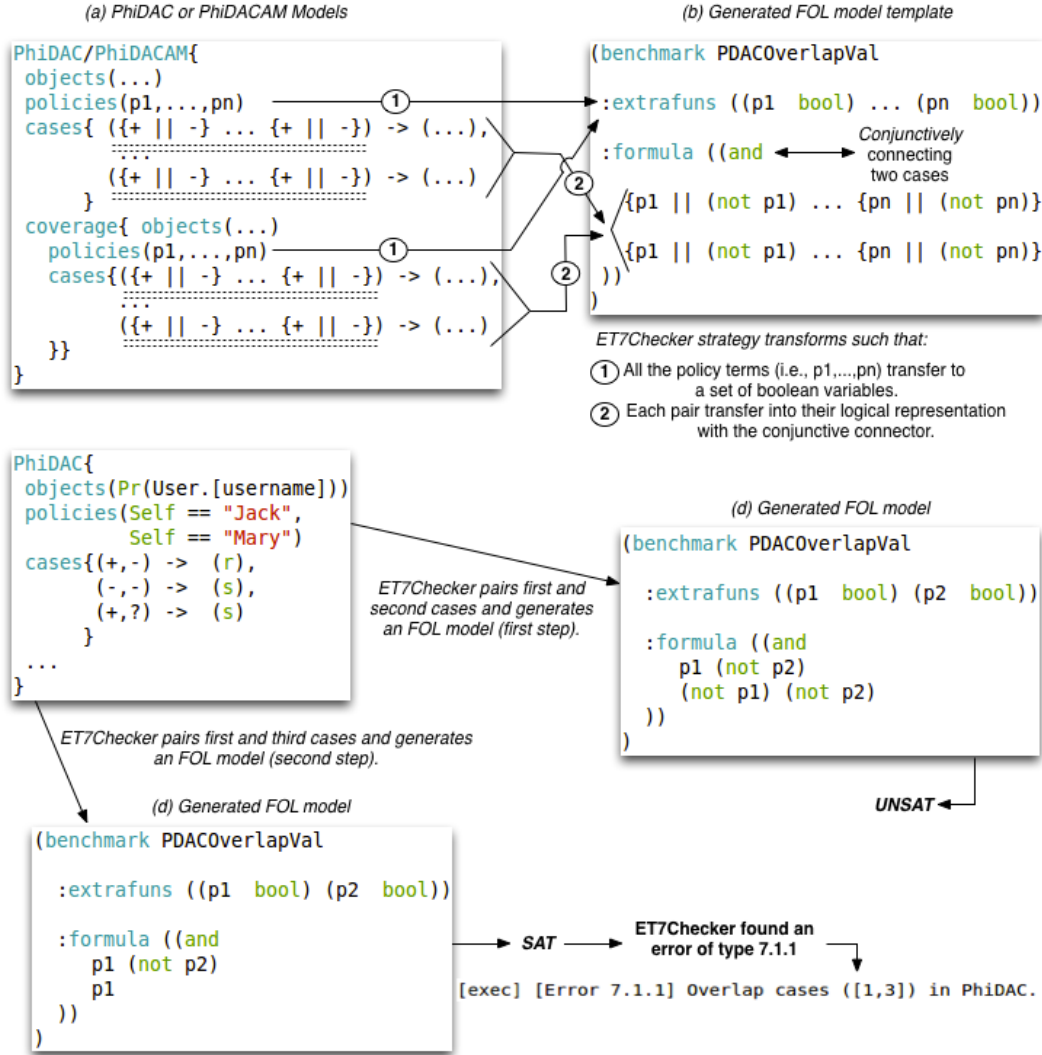 (a) PhiDAC or PhiDACAM Models
PhiDAC/PhiDACAM{
objects(...)
policies(p1,...,pn)
cases{ ({+ || -} ... {+ || -}) -> (...),
...
({+ || -} ... {+ || -}) -> (...)
}
coverage{ objects(...)
policies(p1,...,pn)
cases{({+ || -} ... {+ || -}) -> (...),
...
({+ || -} ... {+ || -}) -> (...)
}}
}
1
1
2
2
(b) Generated FOL model template
(benchmark PDACOverlapVal
:extrafuns ((p1 bool) ... (pn bool))
:formula ((and
Conjunctively
connecting
two cases
{p1 || (not p1) ... {pn || (not pn)}
{p1 || (not p1) ... {pn || (not pn)}
))
)
ET7Checker strategy transforms such that:
1 All the policy terms (i.e., p1,...,pn) transfer to
a set of boolean variables.
2 Each pair transfer into their logical representation
with the conjunctive connector.
PhiDAC{
objects(Pr(User.[username]))
policies(Self == "Jack",
Self == "Mary")
cases{(+,-) -> (r),
(-,-) -> (s),
(+,?) -> (s)
}
...
}
ET7Checker pairs first and
second cases and generates
an FOL model (first step).
(d) Generated FOL model
(benchmark PDACOverlapVal
:extrafuns ((p1 bool) (p2 bool))
:formula ((and
p1 (not p2)
(not p1) (not p2)
))
)
UNSAT
ET7Checker pairs first and third cases and generates
an FOL model (second step).
(d) Generated FOL model
(benchmark PDACOverlapVal
:extrafuns ((p1 bool) (p2 bool))
:formula ((and
p1 (not p2)
p1
))
)
SAT
ET7Checker found an
error of type 7.1.1
[exec] [Error 7.1.1] Overlap cases ([1,3]) in PhiDAC.